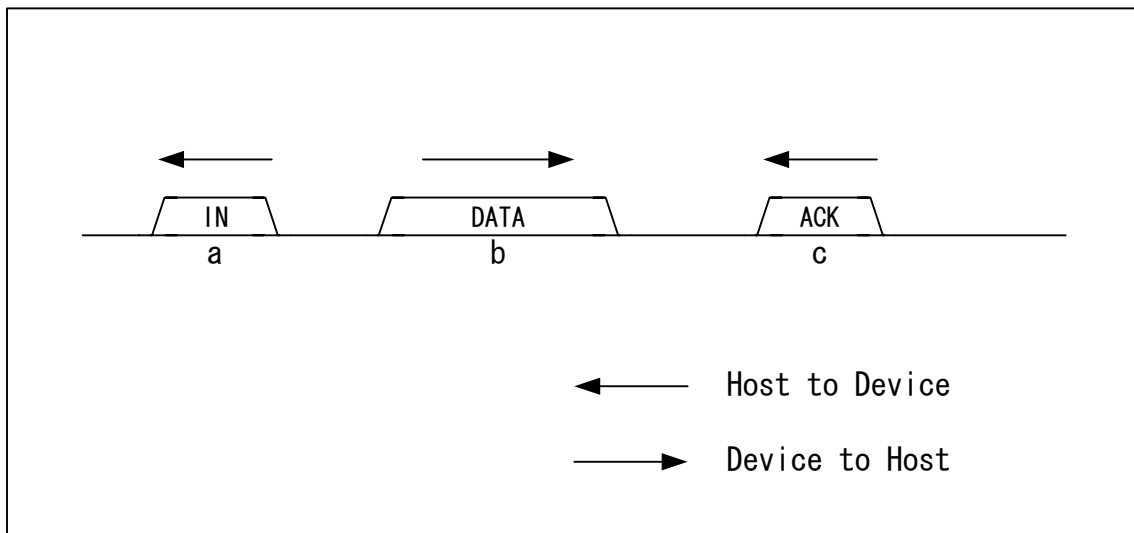 IN DATA ACK
a b c
Host to Device
Device to Host